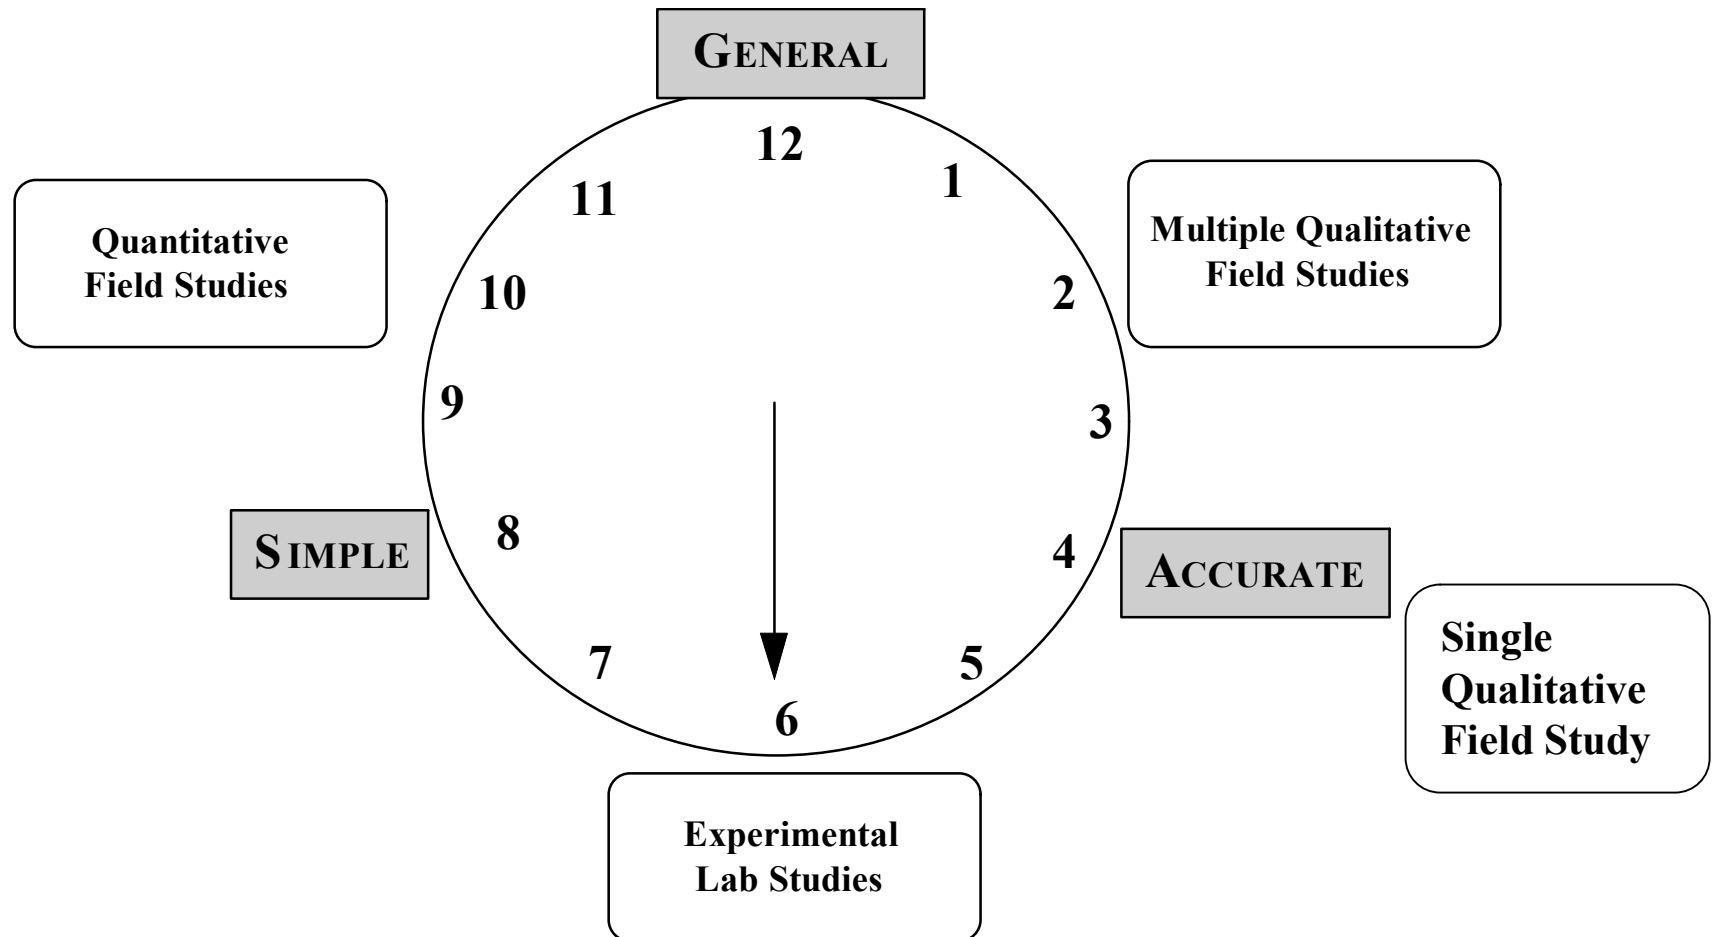 GENERAL
12
1
11
Multiple Qualitative
Field Studies
Quantitative
Field Studies
10
2
9
3
8
SIMPLE
4
ACCURATE
7
5
Single
Qualitative
Field Study
6
Experimental
Lab Studies